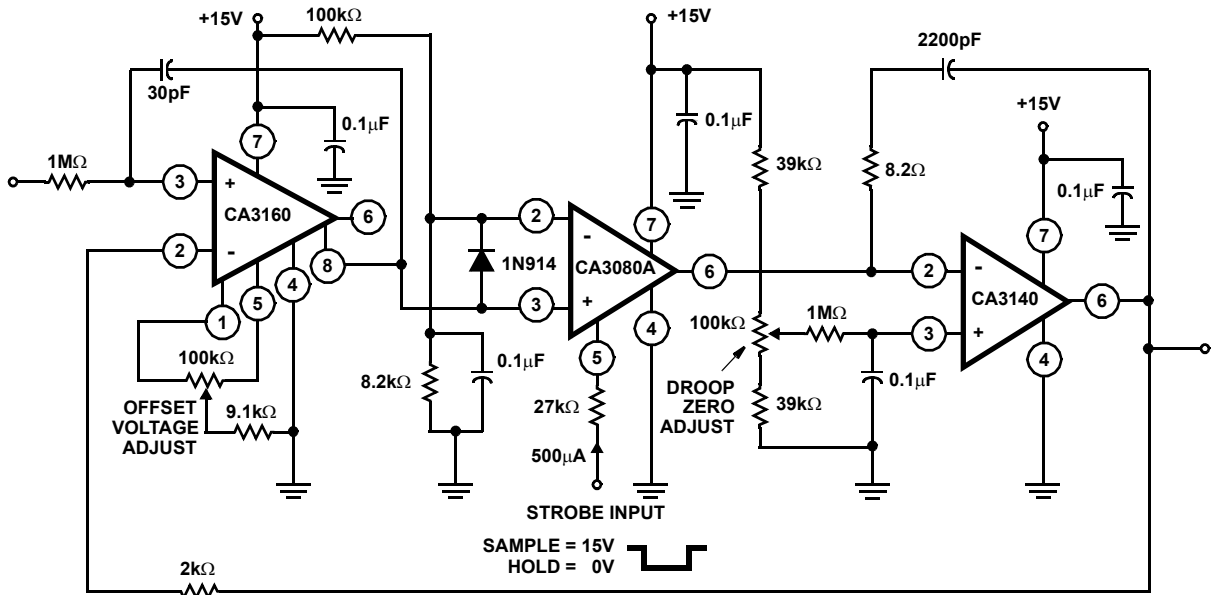 +15V
100kΩ
+15V
2200pF
30pF
0.1μF
+15V
7
0.1μF
39kΩ
8.2Ω
1MΩ
3
+
CA3160
6
0.1μF
2
-
8
1N914
2
-
7
CA3080A
6
2
-
7
CA3140
6
1
5
4
3
+
100kΩ
1MΩ
3
+
4
5
4
100kΩ
OFFSET
VOLTAGE
ADJUST
9.1kΩ
8.2kΩ
0.1μF
27kΩ
DROOP
ZERO
ADJUST
39kΩ
0.1μF
500μA
STROBE INPUT
SAMPLE = 15V
HOLD = 0V
2kΩ